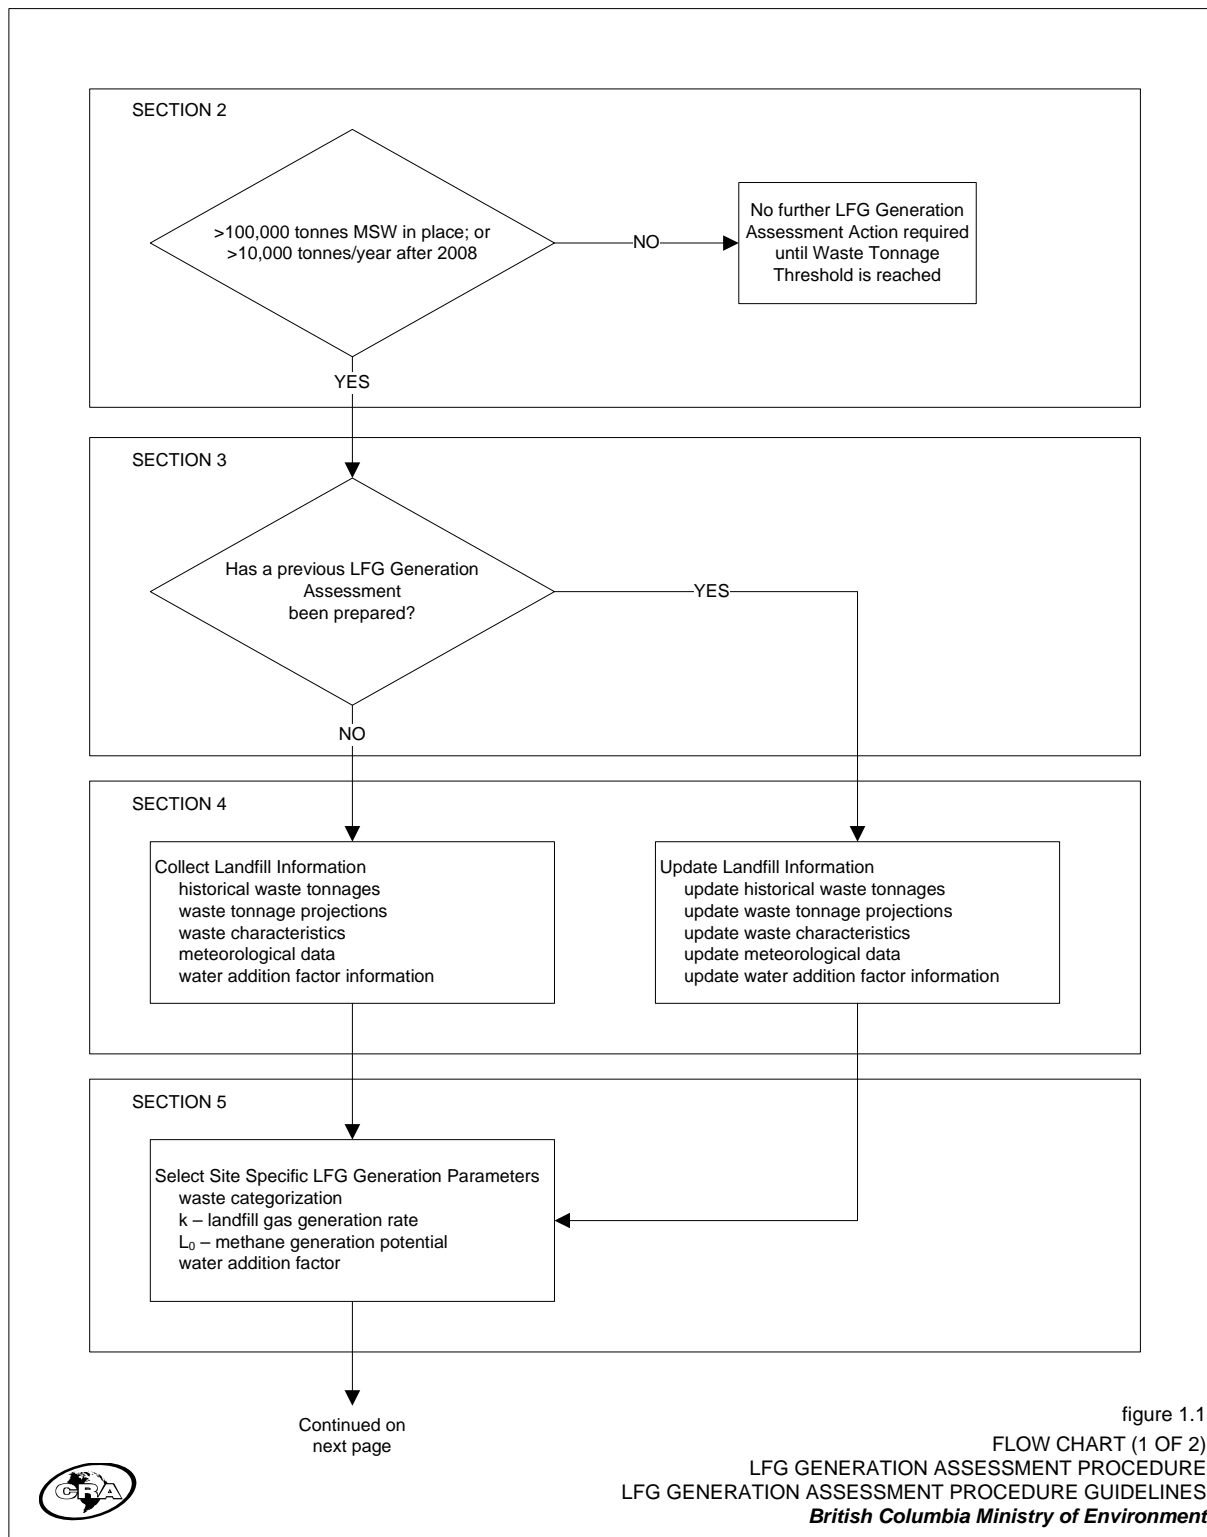 SECTION 2
>100,000 tonnes MSW in place; or
>10,000 tonnes/year after 2008
NO
No further LFG Generation
Assessment Action required
until Waste Tonnage
Threshold is reached
YES
SECTION 3
Has a previous LFG Generation
Assessment
been prepared?
YES
NO
SECTION 4
Collect Landfill Information
historical waste tonnages
waste tonnage projections
waste characteristics
meteorological data
water addition factor information
Update Landfill Information
update historical waste tonnages
update waste tonnage projections
update waste characteristics
update meteorological data
update water addition factor information
SECTION 5
Select Site Specific LFG Generation Parameters
waste categorization
k – landfill gas generation rate
L₀ – methane generation potential
water addition factor
Continued on
next page
figure 1.1
FLOW CHART (1 OF 2)
LFG GENERATION ASSESSMENT PROCEDURE
LFG GENERATION ASSESSMENT PROCEDURE GUIDELINES
British Columbia Ministry of Environment
CRA